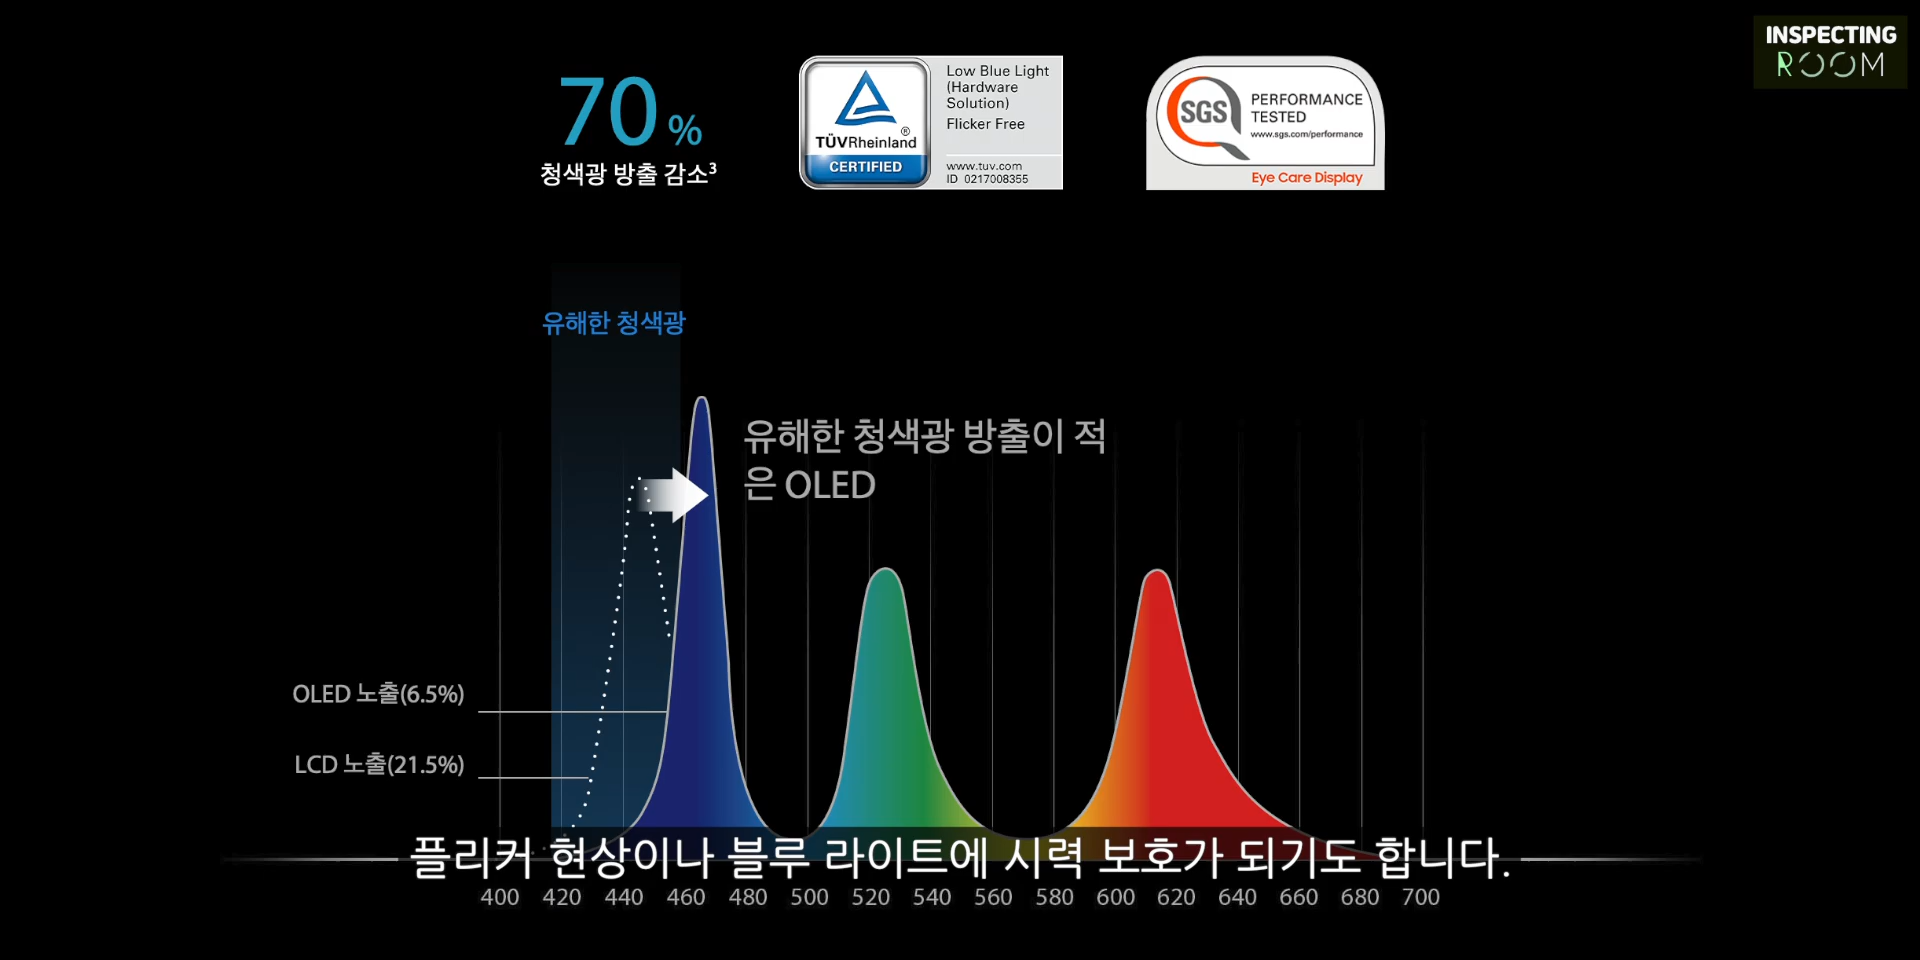 INSPECTING
ROOM
70 %
청색광 방출 감소3
TÜVRheinland®
CERTIFIED
Low Blue Light
(Hardware
Solution)
Flicker Free
www.tuv.com
ID 0217008355
SGS
PERFORMANCE
TESTED
www.sgs.com/performance
Eye Care Display
유해한 청색광
유해한 청색광 방출이 적
은 OLED
OLED 노출(6.5%)
LCD 노출(21.5%)
플리커 현상이나 블루 라이트에 시력 보호가 되기도 합니다.
400 420 440 460 480 500 520 540 560 580 600 620 640 660 680 700